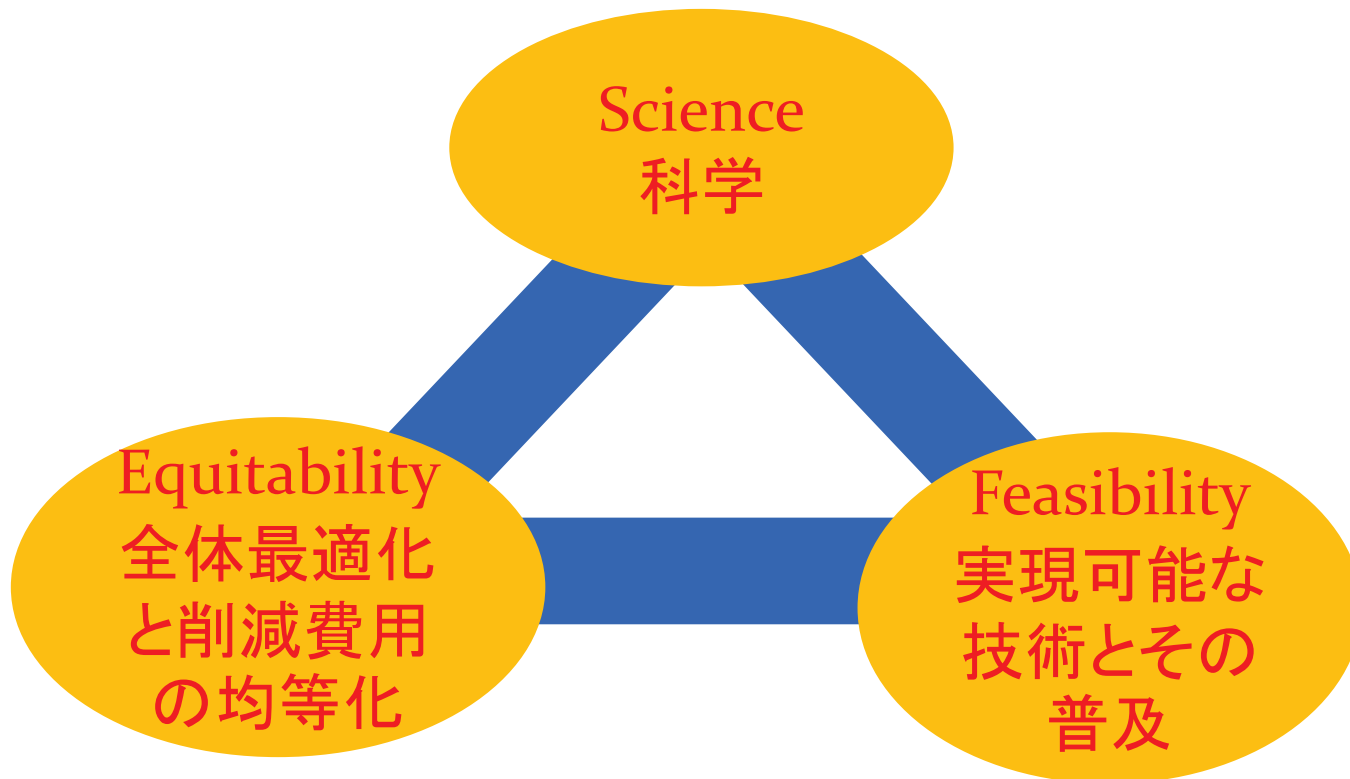 Science
科学
Equitability
全体最適化
と削減費用
の均等化
Feasibility
実現可能な
技術とその
普及